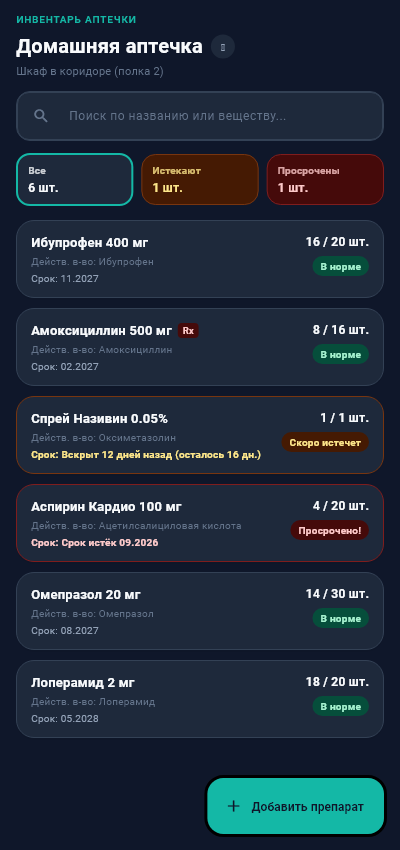 ИНВЕНТАРЬ АПТЕЧКИ
Домашняя аптечка
Шкаф в коридоре (полка 2)
Поиск по названию или веществу...
Все
6 шт.
Истекают
1 шт.
Просрочены
1 шт.
Ибупрофен 400 мг
16 / 20 шт.
Действ. в-во: Ибупрофен
В норме
Срок: 11.2027
Амоксициллин 500 мг Rx
8 / 16 шт.
Действ. в-во: Амоксициллин
В норме
Срок: 02.2027
Спрей Називин 0.05%
1 / 1 шт.
Действ. в-во: Оксиметазолин
Скоро истечет
Срок: Вскрыт 12 дней назад (осталось 16 дн.)
Аспирин Кардио 100 мг
4 / 20 шт.
Действ. в-во: Ацетилсалициловая кислота
Просрочено!
Срок: Срок истёк 09.2026
Омепразол 20 мг
14 / 30 шт.
Действ. в-во: Омепразол
В норме
Срок: 08.2027
Лоперамид 2 мг
18 / 20 шт.
Действ. в-во: Лоперамид
В норме
Срок: 05.2028
Добавить препарат